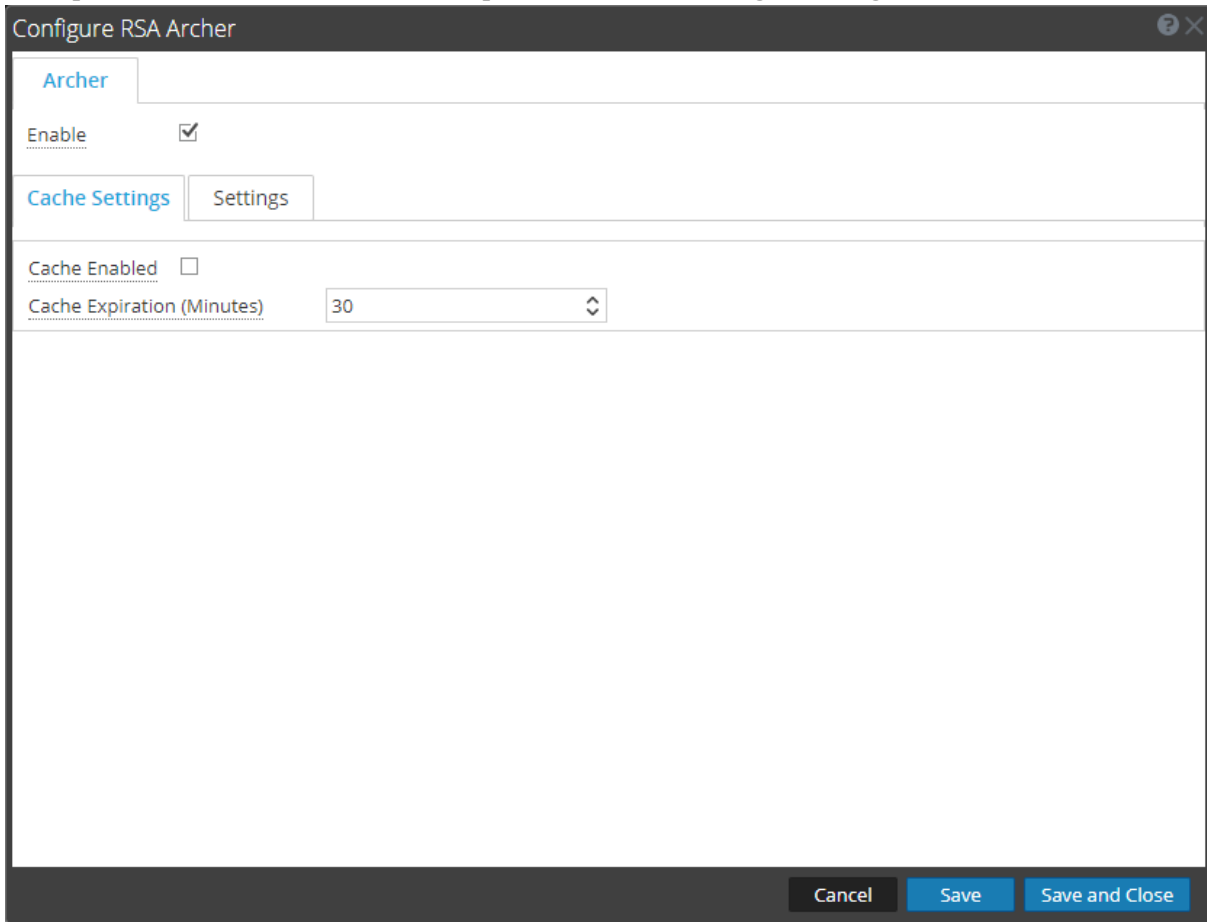 Configure RSA Archer
Archer
Enable
Cache Settings Settings
Cache Enabled
Cache Expiration (Minutes) 30
Cancel Save Save and Close